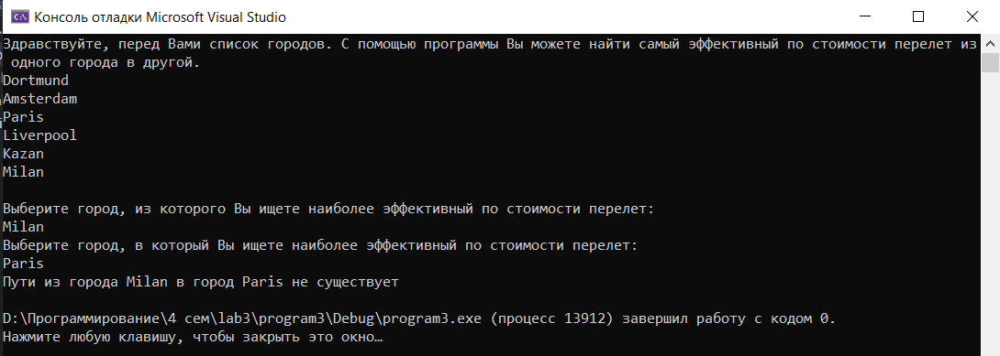 Консоль отладки Microsoft Visual Studio
Здравствуйте, перед Вами список городов. С помощью программы Вы можете найти самый эффективный по стоимости перелет из
одного города в другой.
Dortmund
Amsterdam
Paris
Liverpool
Kazan
Milan
Выберите город, из которого Вы ищете наиболее эффективный по стоимости перелет:
Milan
Выберите город, в который Вы ищете наиболее эффективный по стоимости перелет:
Paris
Пути из города Milan в город Paris не существует
D:\Программирование\4 сем\lab3\program3\Debug\program3.exe (процесс 13912) завершил работу с кодом 0.
Нажмите любую клавишу, чтобы закрыть это окно…